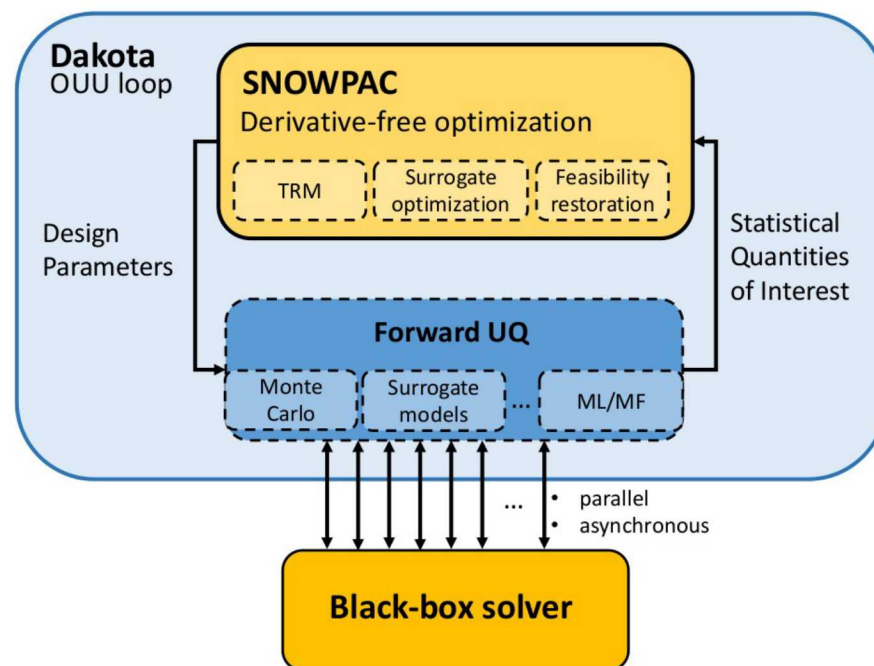 Dakota
OUU loop
SNOWPAC
Derivative-free optimization
TRM
Surrogate
optimization
Feasibility
restoration
Design
Parameters
Statistical
Quantities
of Interest
Forward UQ
Monte
Carlo
Surrogate
models
...
ML/MF
...
• parallel
• asynchronous
Black-box solver